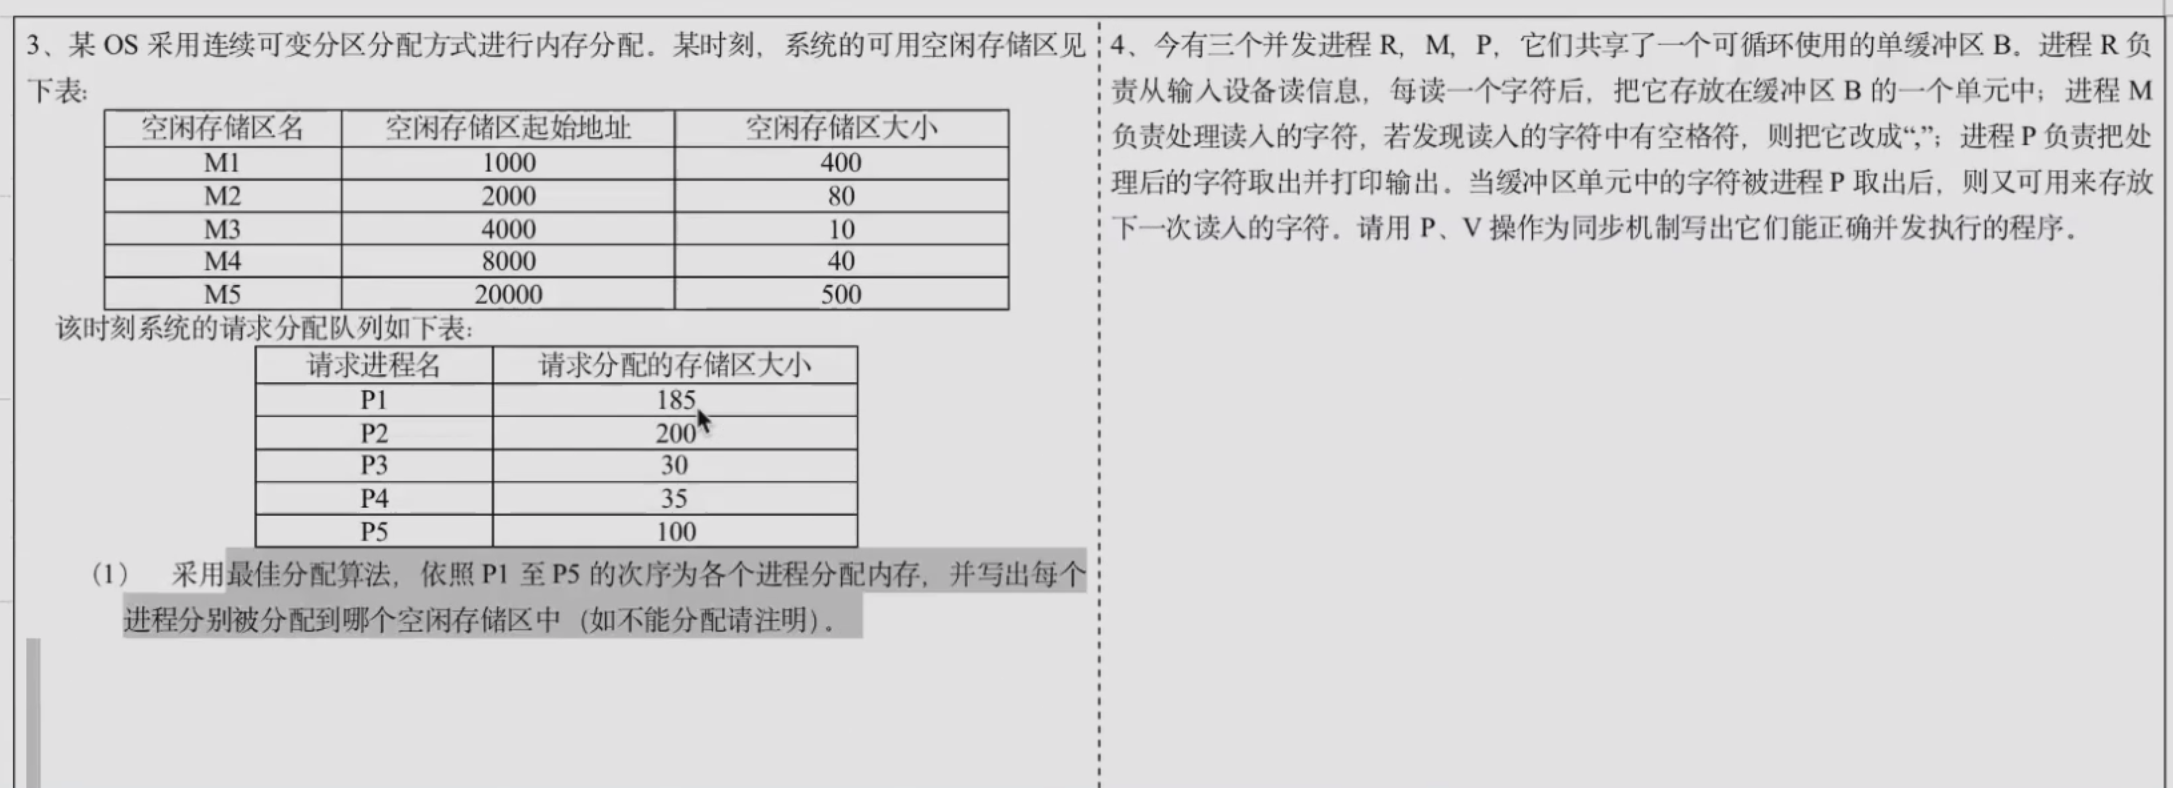 3、某 OS 采用连续可变分区分配方式进行内存分配。某时刻，系统的可用空闲存储区见
下表:
空闲存储区名 空闲存储区起始地址 空闲存储区大小
M1 1000 400
M2 2000 80
M3 4000 10
M4 8000 40
M5 20000 500
该时刻系统的请求分配队列如下表:
请求进程名 请求分配的存储区大小
P1 185
P2 200
P3 30
P4 35
P5 100
（1） 采用最佳分配算法，依照 P1 至 P5 的次序为各个进程分配内存，并写出每个
进程分别被分配到哪个空闲存储区中（如不能分配请注明）。
4、今有三个并发进程 R，M，P，它们共享了一个可循环使用的单缓冲区 B。进程 R 负
责从输入设备读信息，每读一个字符后，把它存放在缓冲区 B 的一个单元中；进程 M
负责处理读入的字符，若发现读入的字符中有空格符，则把它改成“,”；进程 P 负责把处
理后的字符取出并打印输出。当缓冲区单元中的字符被进程 P 取出后，则又可用来存放
下一次读入的字符．请用 P、V 操作为同步机制写出它们能正确并发执行的程序．